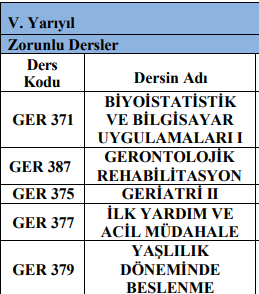 V. Yarıyıl
Zorunlu Dersler
Ders
Kodu
Dersin Adı
GER 371
BİYOİSTATİSTİK
VE BİLGİSAYAR
UYGULAMALARI I
GER 387
GERONTOLOJİK
REHABİLİTASYON
GER 375
GERİATRİ II
GER 377
İLK YARDIM VE
ACİL MÜDAHALE
GER 379
YAŞLILIK
DÖNEMİNDE
BESLENME